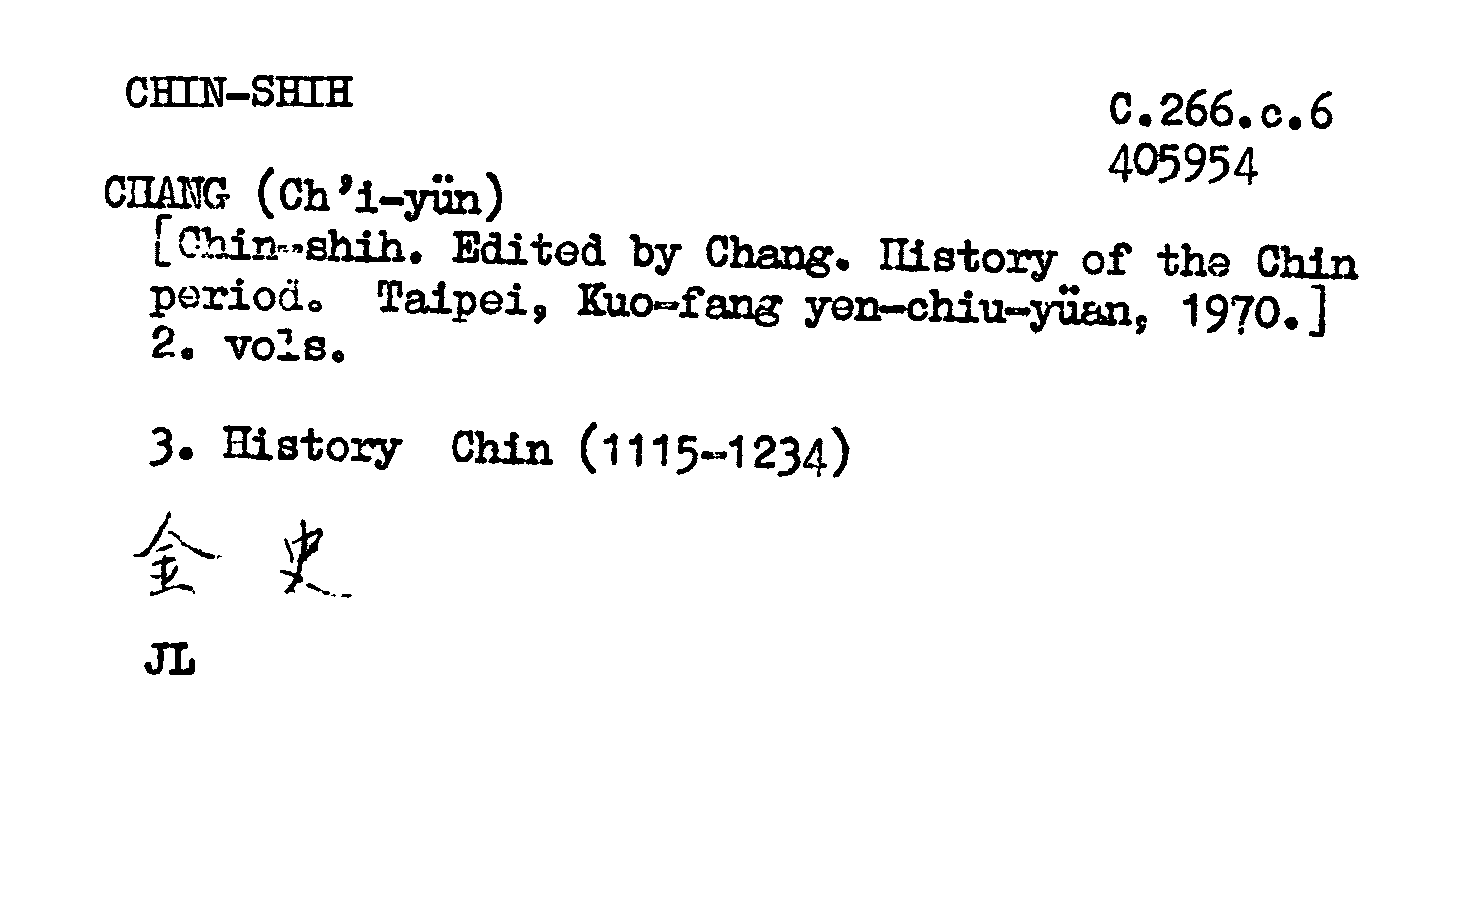 CHIN-SHIH
C.266.c.6
405954
CHANG (Ch'i-yün)
[Chin-shih. Edited by Chang. History of the Chin
period. Taipei, Kuo-fang yen-chiu-yüan, 1970.]
2. vols.
3. History Chin (1115-1234)
金 史
JL